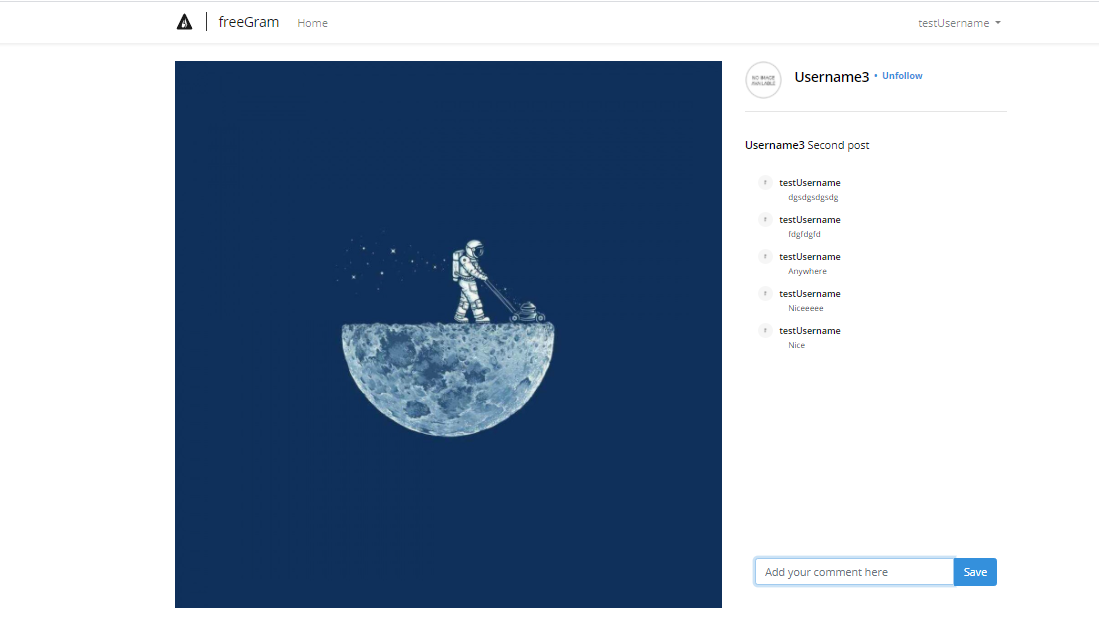 freeGram Home testUsername
NO IMAGE
AVAILABLE
Username3 • Unfollow
Username3 Second post
testUsername
dgsdgsdgsdg
testUsername
fdgfdgfd
testUsername
Anywhere
testUsername
Niceeeee
testUsername
Nice
Add your comment here Save